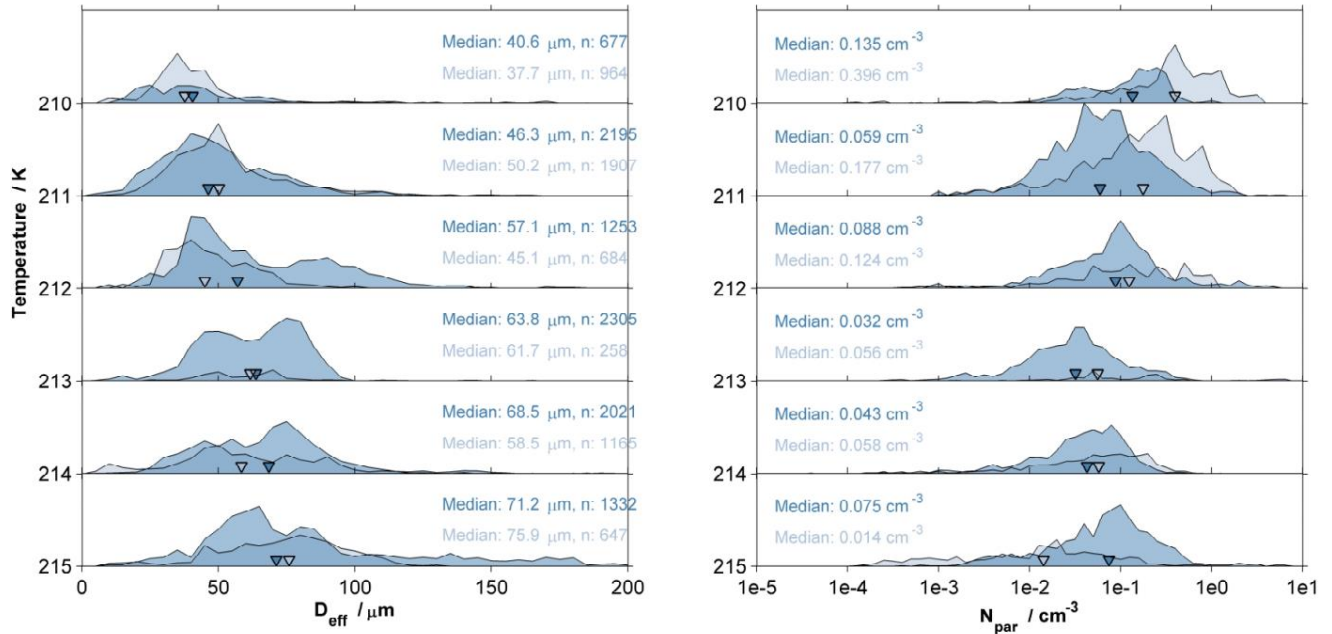 Temperature / K
210
Median: 40.6 μm, n: 677
Median: 37.7 μm, n: 964
211
Median: 46.3 μm, n: 2195
Median: 50.2 μm, n: 1907
212
Median: 57.1 μm, n: 1253
Median: 45.1 μm, n: 684
213
Median: 63.8 μm, n: 2305
Median: 61.7 μm, n: 258
214
Median: 68.5 μm, n: 2021
Median: 58.5 μm, n: 1165
215
Median: 71.2 μm, n: 1332
Median: 75.9 μm, n: 647
0 50 100 150 200
D_eff / μm
210
Median: 0.135 cm^-3
Median: 0.396 cm^-3
211
Median: 0.059 cm^-3
Median: 0.177 cm^-3
212
Median: 0.088 cm^-3
Median: 0.124 cm^-3
213
Median: 0.032 cm^-3
Median: 0.056 cm^-3
214
Median: 0.043 cm^-3
Median: 0.058 cm^-3
215
Median: 0.075 cm^-3
Median: 0.014 cm^-3
1e-5 1e-4 1e-3 1e-2 1e-1 1e0 1e1
N_par / cm^-3